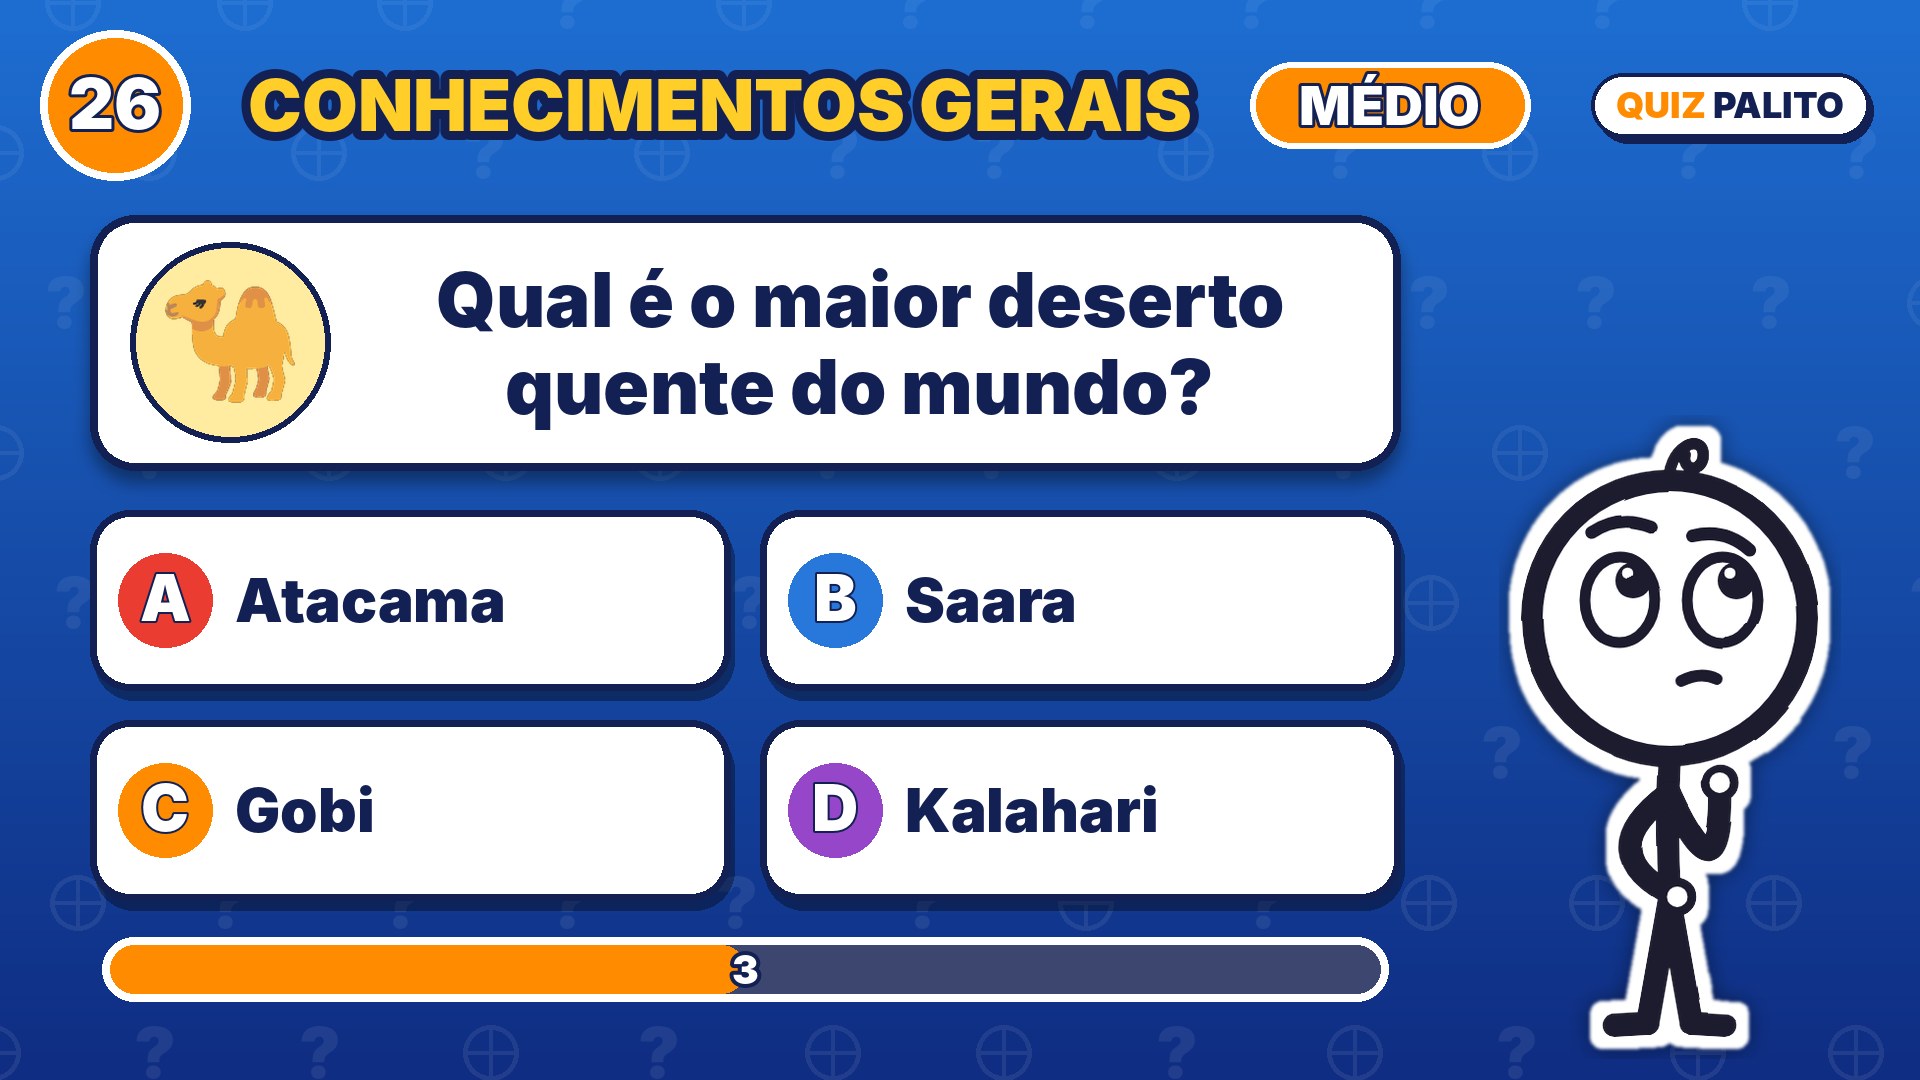 26
CONHECIMENTOS GERAIS
MÉDIO
QUIZ PALITO
Qual é o maior deserto
quente do mundo?
A Atacama
B Saara
C Gobi
D Kalahari
3